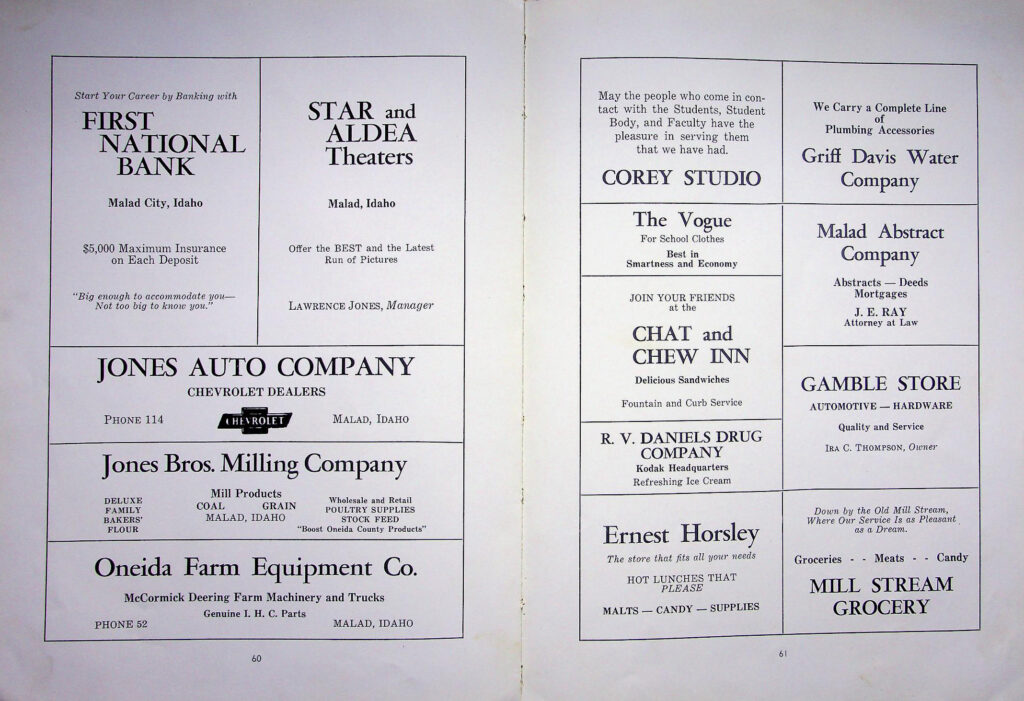 Start Your Career by Banking with
FIRST
NATIONAL
BANK
Malad City, Idaho
$5,000 Maximum Insurance
on Each Deposit
"Big enough to accommodate you—
Not too big to know you."
STAR and
ALDEA
Theaters
Malad, Idaho
Offer the BEST and the Latest
Run of Pictures
LAWRENCE JONES, Manager
JONES AUTO COMPANY
CHEVROLET DEALERS
PHONE 114
CHEVROLET
MALAD, IDAHO
Jones Bros. Milling Company
DELUXE
FAMILY
BAKERS'
FLOUR
Mill Products
COAL GRAIN
MALAD, IDAHO
Wholesale and Retail
POULTRY SUPPLIES
STOCK FEED
"Boost Oneida County Products"
Oneida Farm Equipment Co.
McCormick Deering Farm Machinery and Trucks
Genuine I. H. C. Parts
PHONE 52
MALAD, IDAHO
60
May the people who come in con-
tact with the Students, Student
Body, and Faculty have the
pleasure in serving them
that we have had.
COREY STUDIO
The Vogue
For School Clothes
Best in
Smartness and Economy
JOIN YOUR FRIENDS
at the
CHAT and
CHEW INN
Delicious Sandwiches
Fountain and Curb Service
R. V. DANIELS DRUG
COMPANY
Kodak Headquarters
Refreshing Ice Cream
Ernest Horsley
The store that fits all your needs
HOT LUNCHES THAT
PLEASE
MALTS — CANDY — SUPPLIES
We Carry a Complete Line
of
Plumbing Accessories
Griff Davis Water
Company
Malad Abstract
Company
Abstracts — Deeds
Mortgages
J. E. RAY
Attorney at Law
GAMBLE STORE
AUTOMOTIVE — HARDWARE
Quality and Service
IRA C. THOMPSON, Owner
Down by the Old Mill Stream,
Where Our Service Is as Pleasant
as a Dream.
Groceries - - Meats - - Candy
MILL STREAM
GROCERY
61